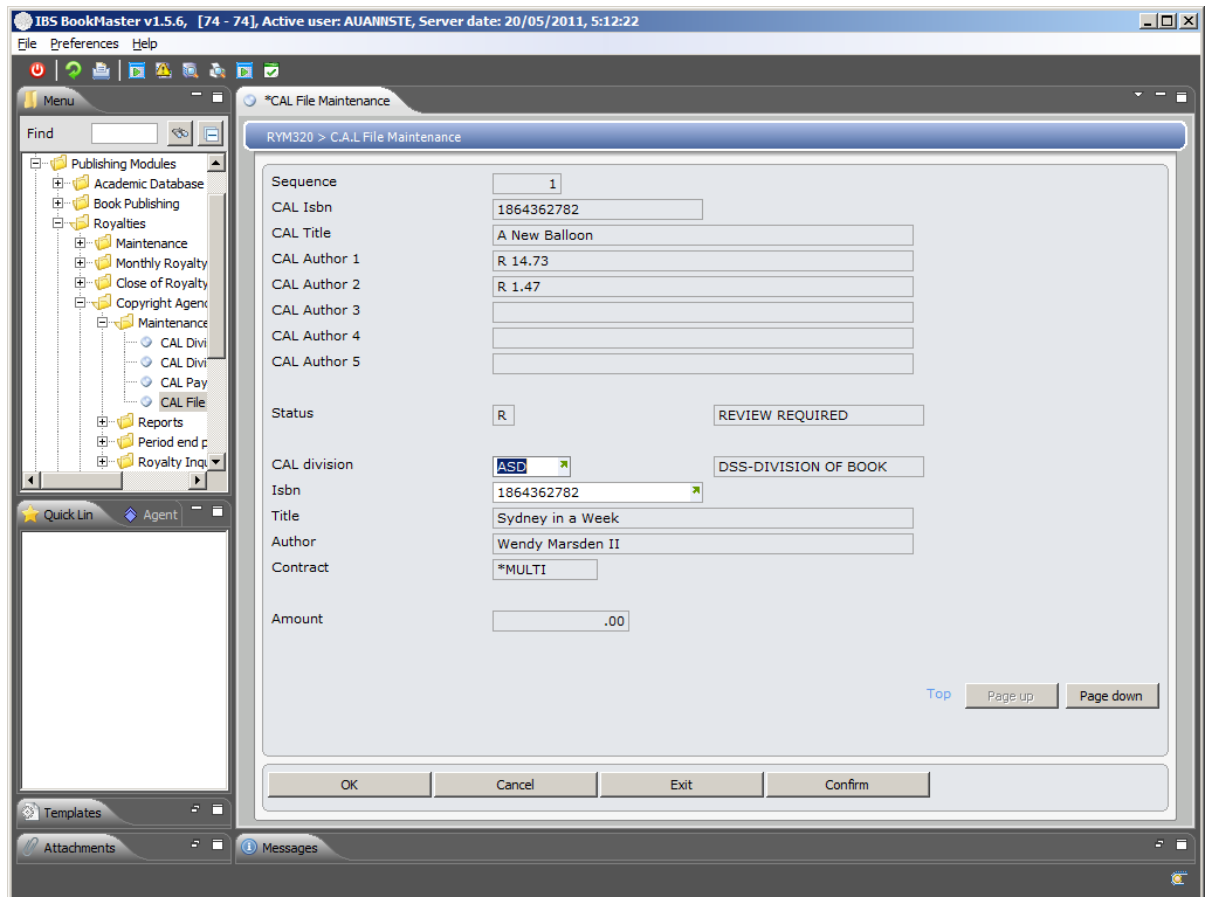 IBS BookMaster v1.5.6, [74 - 74], Active user: AUANNSTE, Server date: 20/05/2011, 5:12:22
File Preferences Help
Menu
Find
Publishing Modules
Academic Database
Book Publishing
Royalties
Maintenance
Monthly Royalty
Close of Royalty
Copyright Agenc
Maintenance
CAL Divi
CAL Divi
CAL Pay
CAL File
Reports
Period end p
Royalty Inqu
Quick Lin Agent
Templates
Attachments
*CAL File Maintenance
RYM320 > C.A.L File Maintenance
Sequence 1
CAL Isbn 1864362782
CAL Title A New Balloon
CAL Author 1 R 14.73
CAL Author 2 R 1.47
CAL Author 3
CAL Author 4
CAL Author 5
Status R REVIEW REQUIRED
CAL division ASD DSS-DIVISION OF BOOK
Isbn 1864362782
Title Sydney in a Week
Author Wendy Marsden II
Contract *MULTI
Amount .00
Top Page up Page down
OK Cancel Exit Confirm
Messages